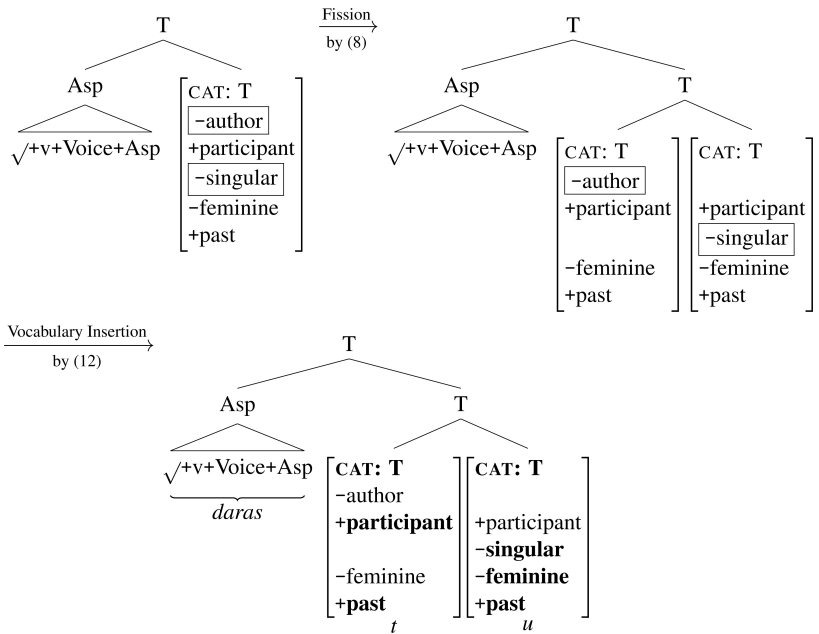 T
Asp
√+v+Voice+Asp
CAT: T
−author
+participant
−singular
−feminine
+past
Fission
by (8)
T
Asp
T
√+v+Voice+Asp
CAT: T CAT: T
−author
+participant +participant
−singular
−feminine −feminine
+past +past
Vocabulary Insertion
by (12)
T
Asp T
√+v+Voice+Asp
daras
CAT: T CAT: T
−author
+participant +participant
−singular
−feminine −feminine
+past +past
t u